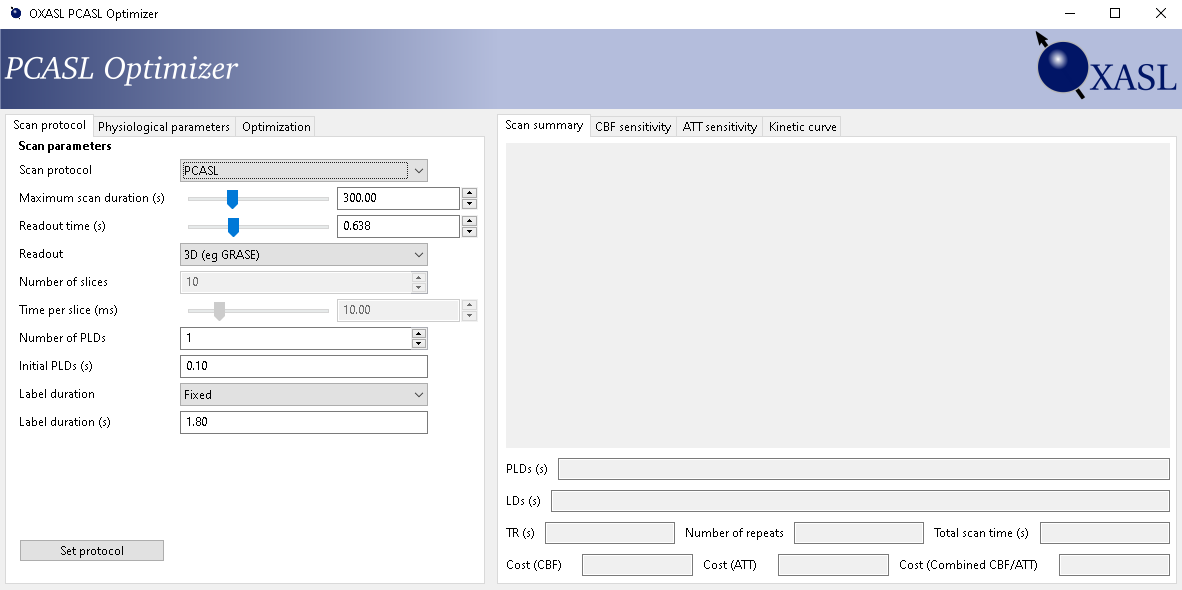 OXASL PCASL Optimizer
PCASL Optimizer
OXASL
Scan protocol Physiological parameters Optimization
Scan parameters
Scan protocol PCASL
Maximum scan duration (s) 300.00
Readout time (s) 0.638
Readout 3D (eg GRASE)
Number of slices 10
Time per slice (ms) 10.00
Number of PLDs 1
Initial PLDs (s) 0.10
Label duration Fixed
Label duration (s) 1.80
Set protocol
Scan summary CBF sensitivity ATT sensitivity Kinetic curve
PLDs (s)
LDs (s)
TR (s) Number of repeats Total scan time (s)
Cost (CBF) Cost (ATT) Cost (Combined CBF/ATT)